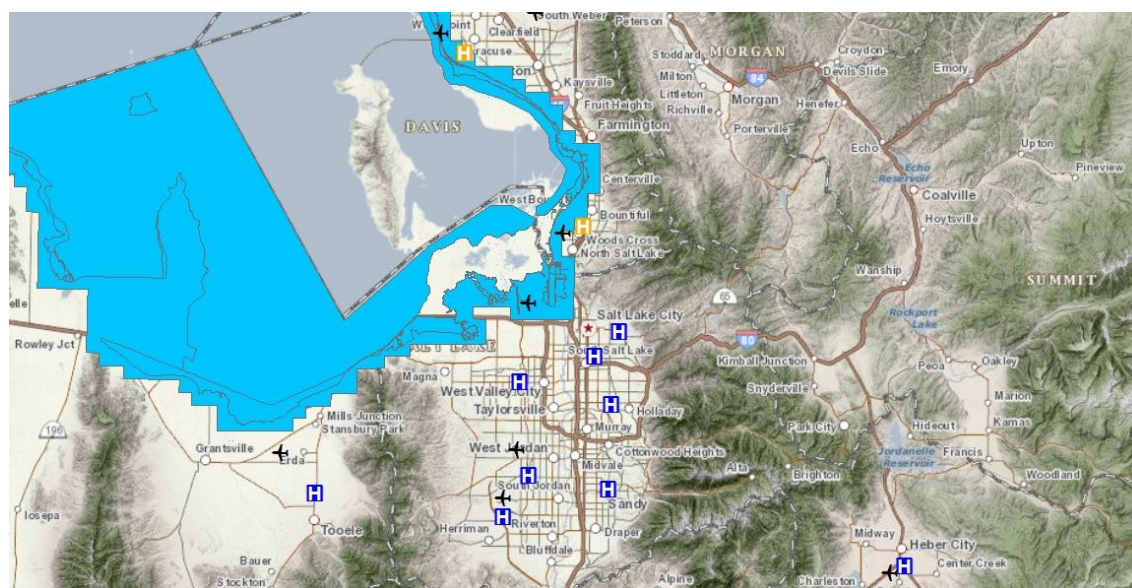 South Weber
Peterson
Clearfield
Syracuse
Stoddard
MORGAN
Croydon
Devils Slide
Emory
Milton
84
Kaysville
Littleton
Morgan
Henefer
Fruit Heights
Richville
DAVIS
Farmington
Porterville
Echo
Upton
Echo
Reservoir
Pineview
Centerville
Coalville
West Bou
Bountiful
Hoytsville
Woods Cross
North Salt Lake
Wanship
SUMMIT
65
Rockport
Lake
Salt Lake City
H
Rowley Jct
South Salt Lake
80
Kimball Junction
Peoa
Oakley
Magna
West Valley City
Snyderville
Marion
Taylorsville
Holladay
Mills Junction
Stansbury Park
Murray
Park City
Hideout
Kamas
196
Grantsville
Erda
West Jordan
Midvale
Cottonwood Heights
Alta
Brighton
Jordanelle
Reservoir
Francis
Woodland
South Jordan
Sandy
Iosepa
Tooele
Herriman
Riverton
Draper
Midway
Heber City
Bauer
Bluffdale
Center Creek
Stockton
Alpine
Charleston